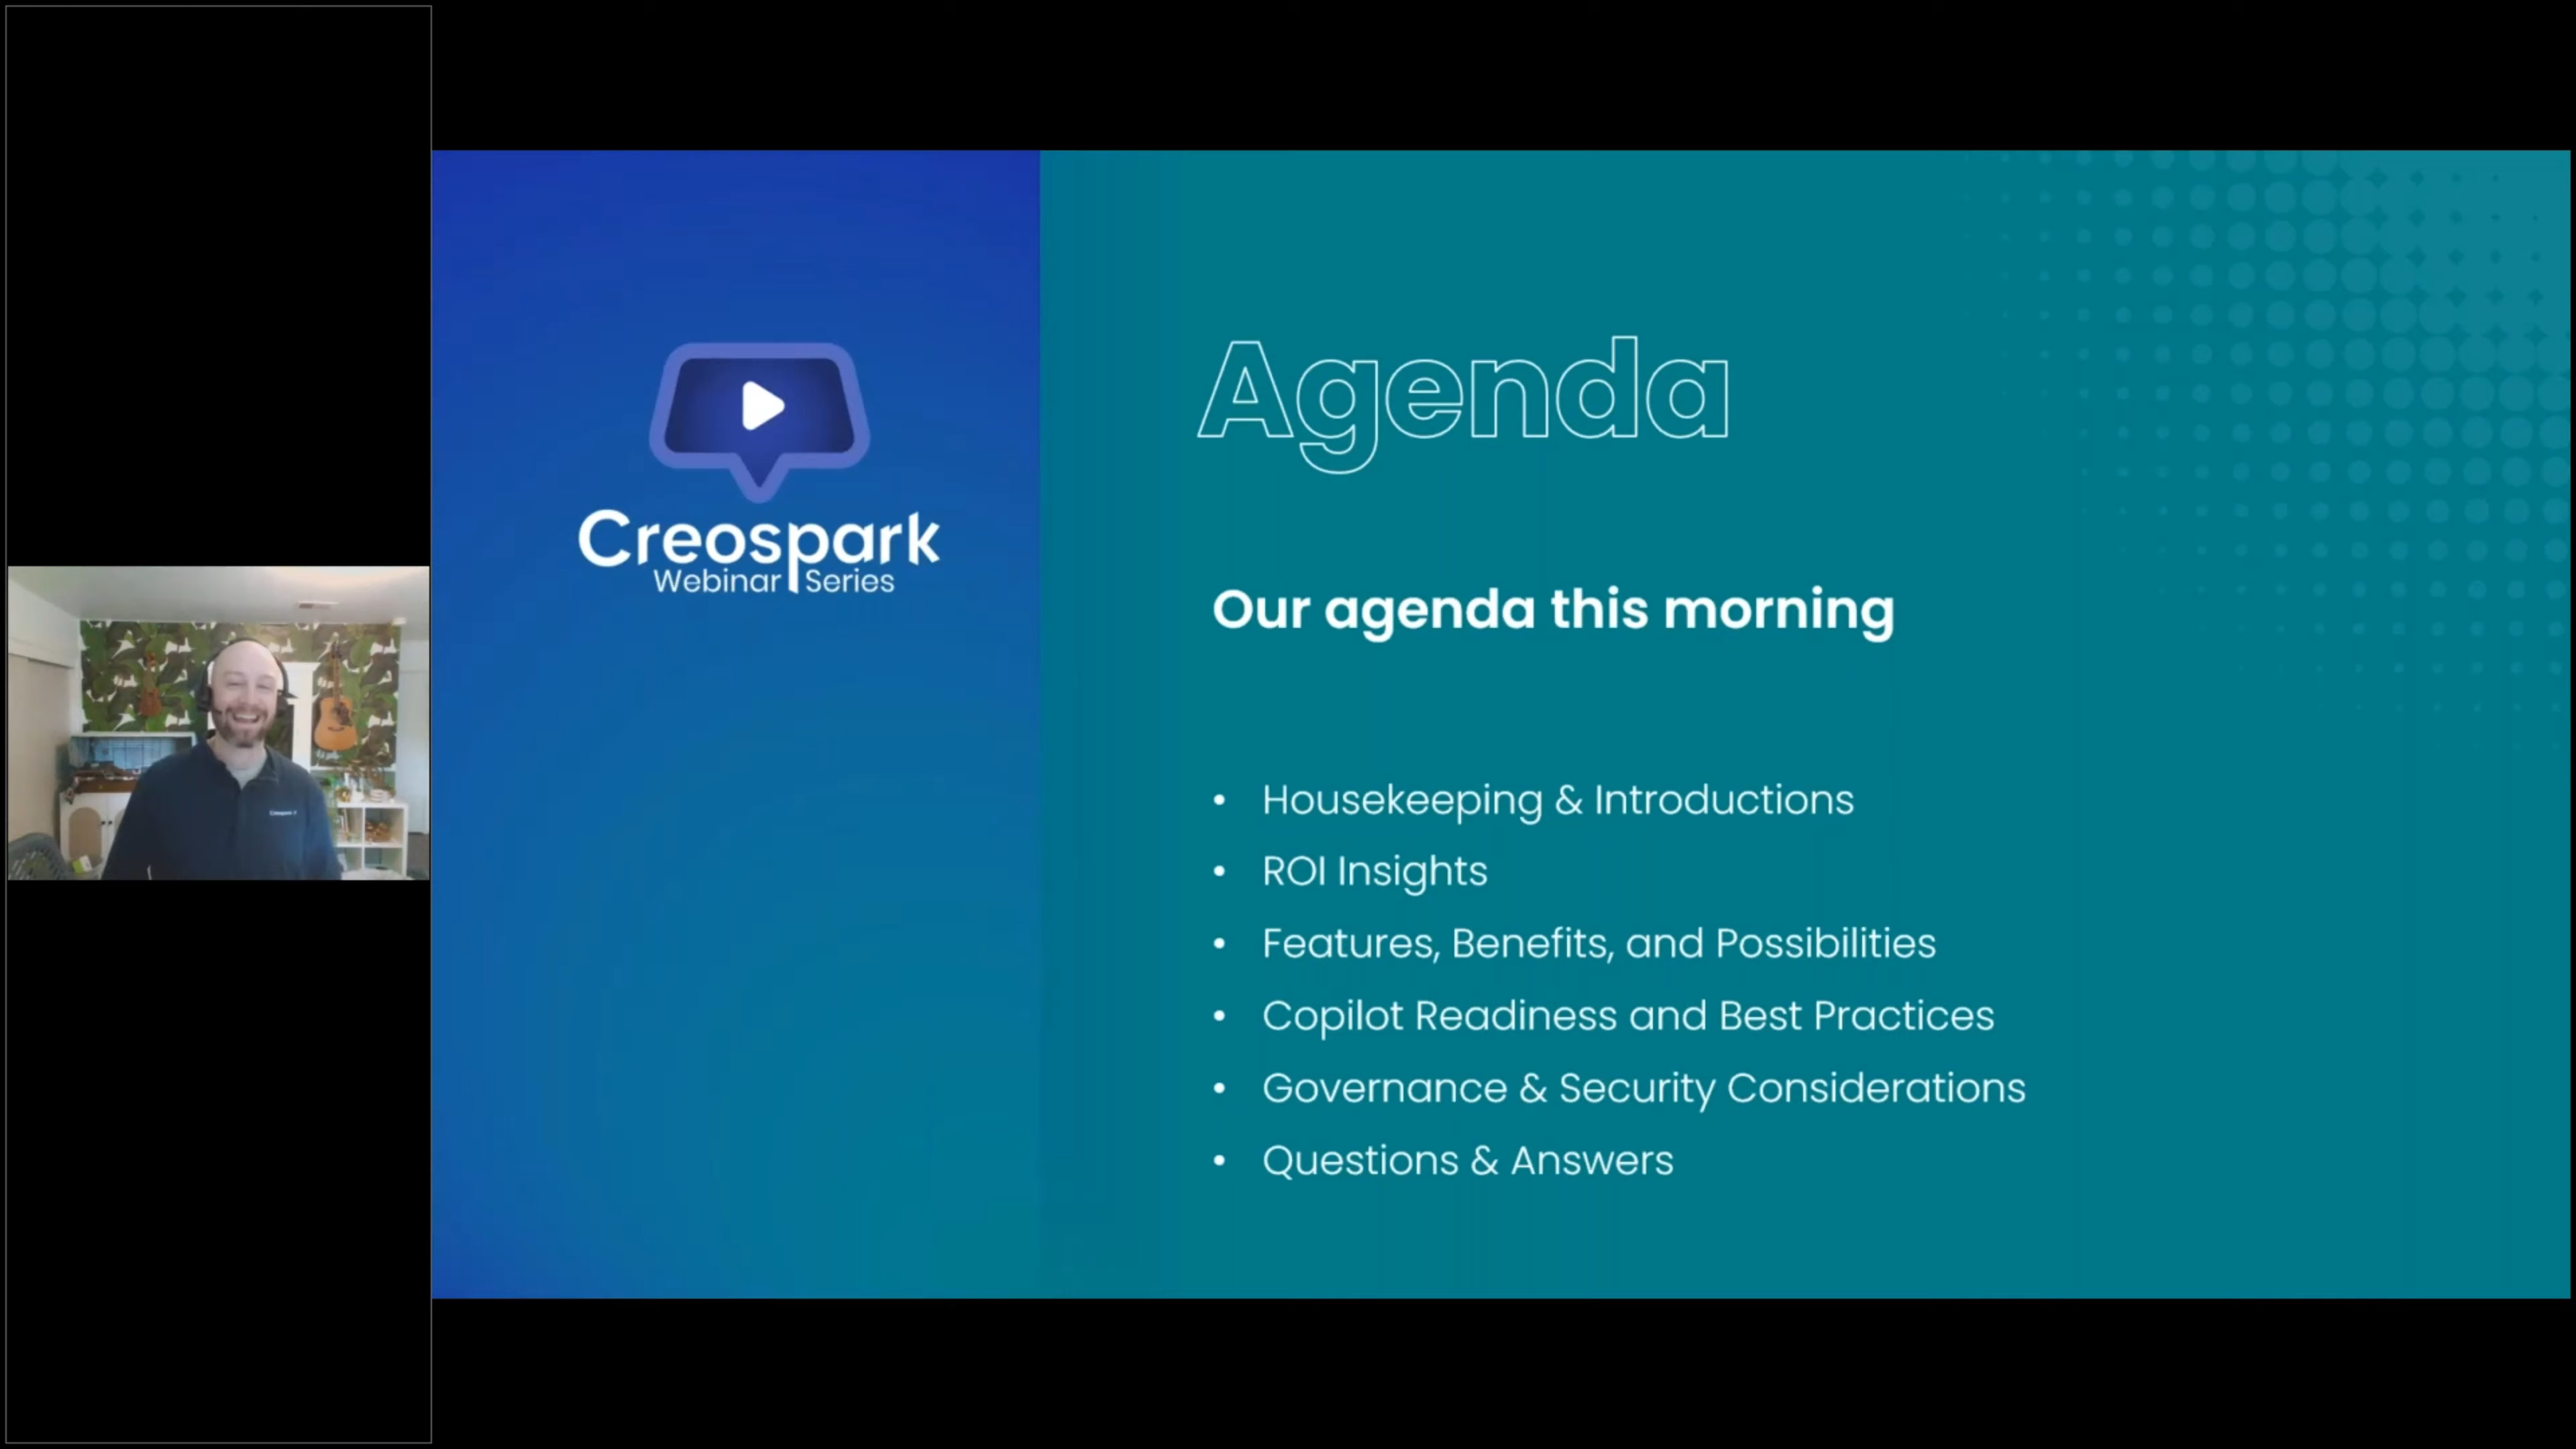 Creospark
Webinar Series
Agenda
Our agenda this morning
• Housekeeping & Introductions
• ROI Insights
• Features, Benefits, and Possibilities
• Copilot Readiness and Best Practices
• Governance & Security Considerations
• Questions & Answers